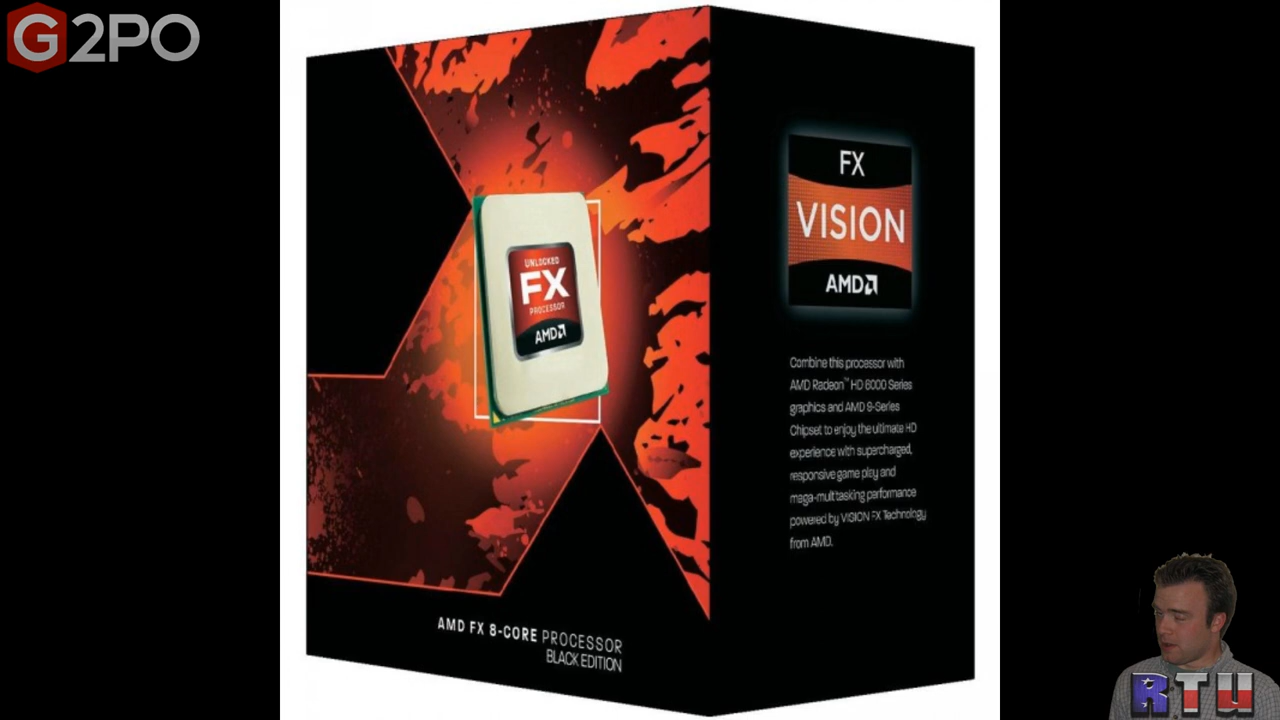 G2PO
FX
VISION
AMD
UNLOCKED
FX
PROCESSOR
AMD
Combine this processor with
AMD Radeon™ HD 6000 Series
graphics and AMD 9-Series
Chipset to enjoy the ultimate HD
experience with supercharged,
responsive game play and
mega-multitasking performance
powered by VISION FX Technology
from AMD.
AMD FX 8-CORE PROCESSOR
BLACK EDITION
RTU